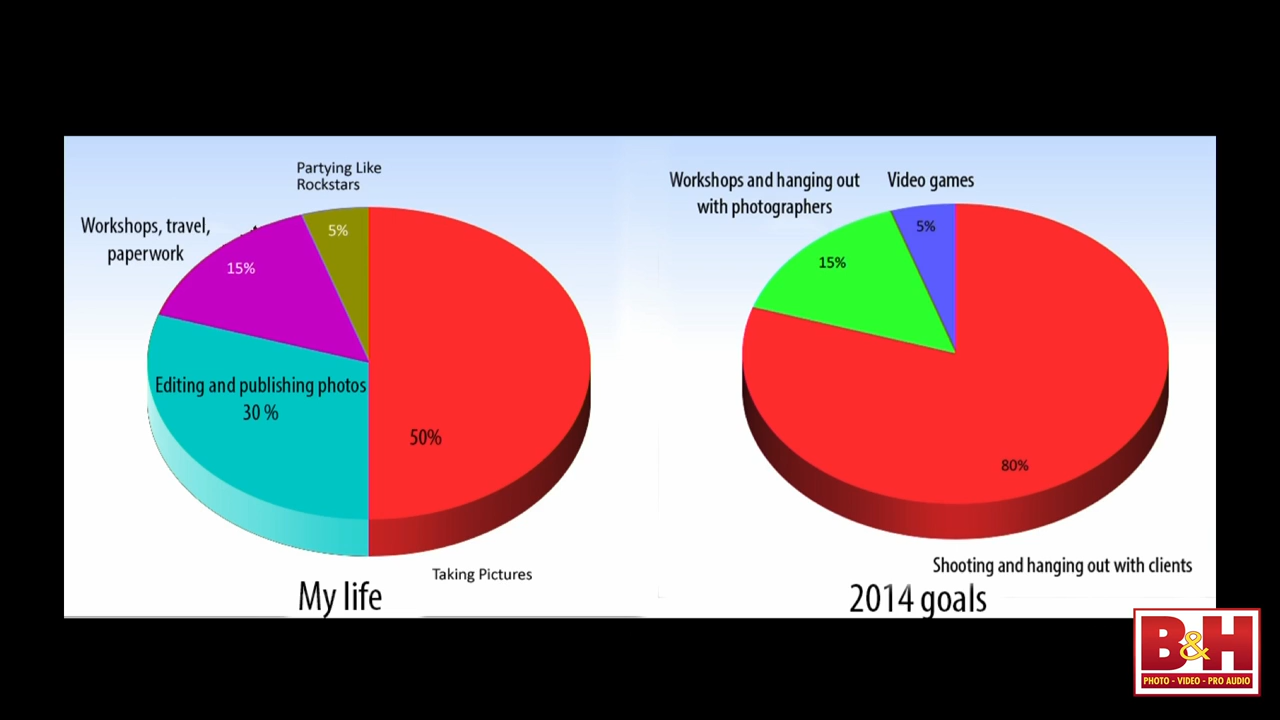 Partying Like
Rockstars
Workshops, travel,
paperwork
5%
15%
Editing and publishing photos
30 %
50%
Taking Pictures
My life
Workshops and hanging out
with photographers
Video games
5%
15%
80%
Shooting and hanging out with clients
2014 goals
B&H
PHOTO - VIDEO - PRO AUDIO